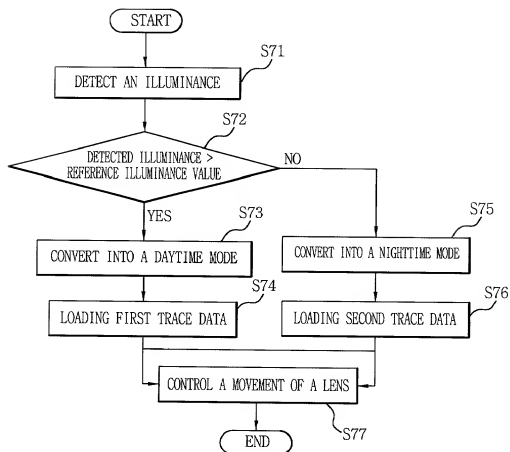 START
S71
DETECT AN ILLUMINANCE
S72
DETECTED ILLUMINANCE >
REFERENCE ILLUMINANCE VALUE
NO
YES
S73
CONVERT INTO A DAYTIME MODE
S75
CONVERT INTO A NIGHTTIME MODE
S74
LOADING FIRST TRACE DATA
S76
LOADING SECOND TRACE DATA
CONTROL A MOVEMENT OF A LENS
S77
END